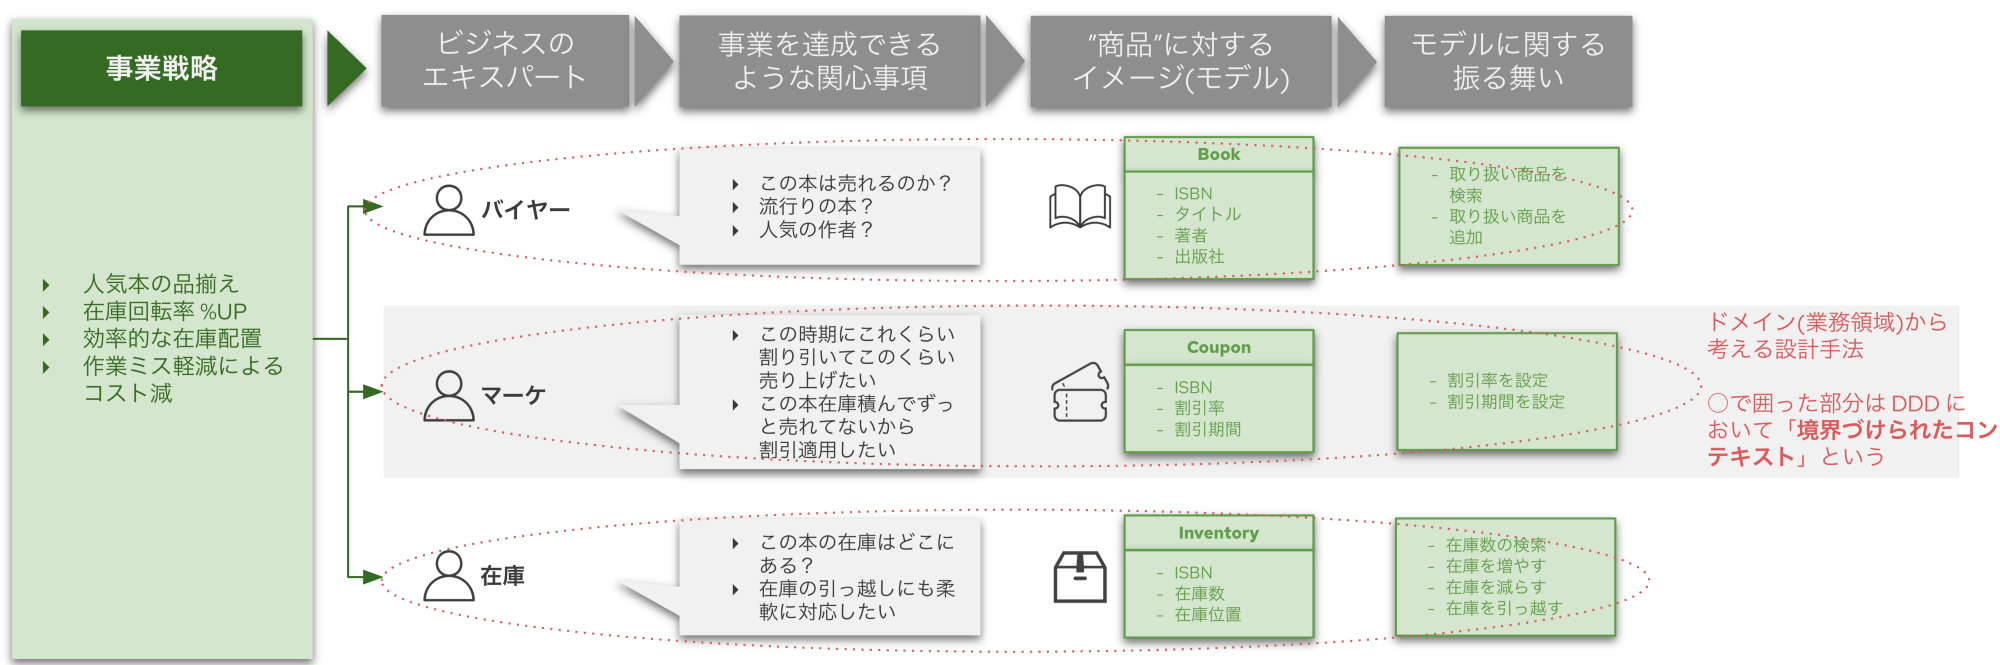 事業戦略
ビジネスの
エキスパート
事業を達成できる
ような関心事項
”商品”に対する
イメージ(モデル)
モデルに関する
振る舞い
人気本の品揃え
在庫回転率 %UP
効率的な在庫配置
作業ミス軽減による
コスト減
バイヤー
この本は売れるのか？
流行りの本？
人気の作者？
Book
- ISBN
- タイトル
- 著者
- 出版社
- 取り扱い商品を
検索
- 取り扱い商品を
追加
マーケ
この時期にこれくらい
割り引いてこのくらい
売り上げたい
この本在庫積んでずっ
と売れてないから
割引適用したい
Coupon
- ISBN
- 割引率
- 割引期間
- 割引率を設定
- 割引期間を設定
ドメイン(業務領域)から
考える設計手法
○で囲った部分は DDD に
おいて「境界づけられたコン
テキスト」という
在庫
この本の在庫はどこに
ある？
在庫の引っ越しにも柔
軟に対応したい
Inventory
- ISBN
- 在庫数
- 在庫位置
- 在庫数の検索
- 在庫を増やす
- 在庫を減らす
- 在庫を引っ越す